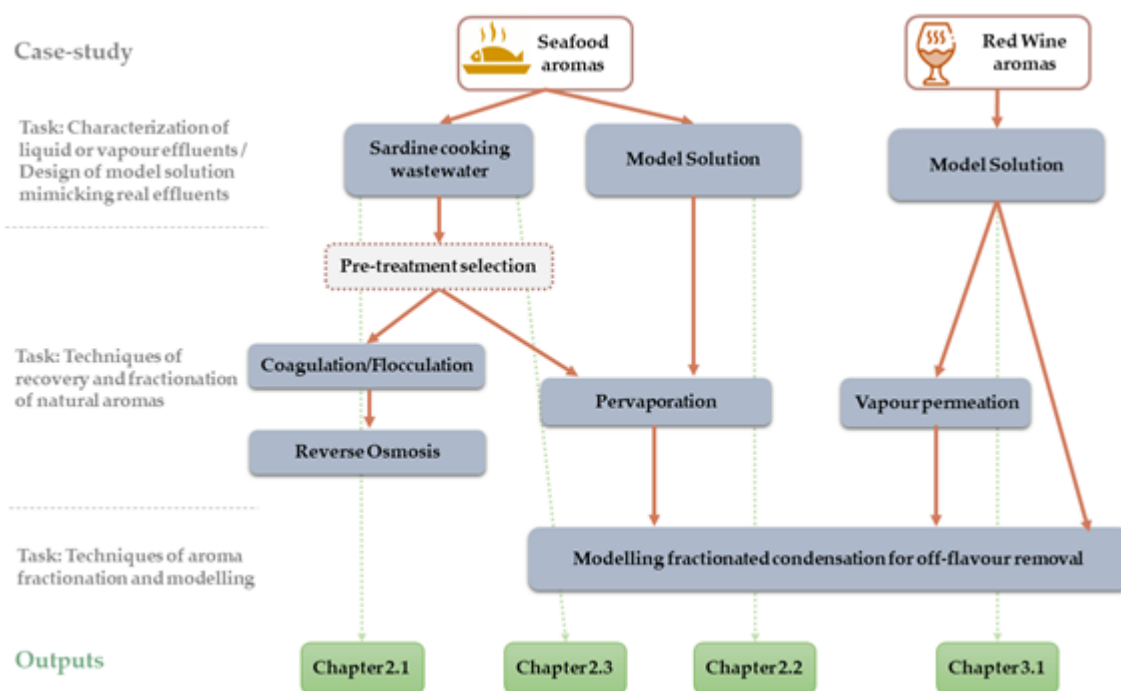 Case-study
Seafood
aromas
Red Wine
aromas
Task: Characterization of
liquid or vapour effluents /
Design of model solution
mimicking real effluents
Sardine cooking
wastewater
Model Solution
Model Solution
Pre-treatment selection
Task: Techniques of
recovery and fractionation
of natural aromas
Coagulation/Flocculation
Pervaporation
Vapour permeation
Reverse Osmosis
Task: Techniques of aroma
fractionation and modelling
Modelling fractionated condensation for off-flavour removal
Outputs
Chapter 2.1
Chapter 2.3
Chapter 2.2
Chapter 3.1